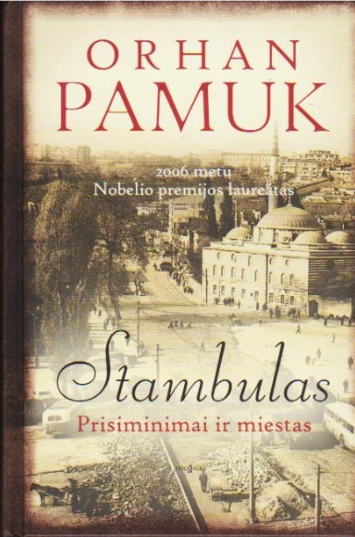 ORHAN
PAMUK
2006 metų
Nobelio premijos laureatas
Stambulas
Prisiminimai ir miestas